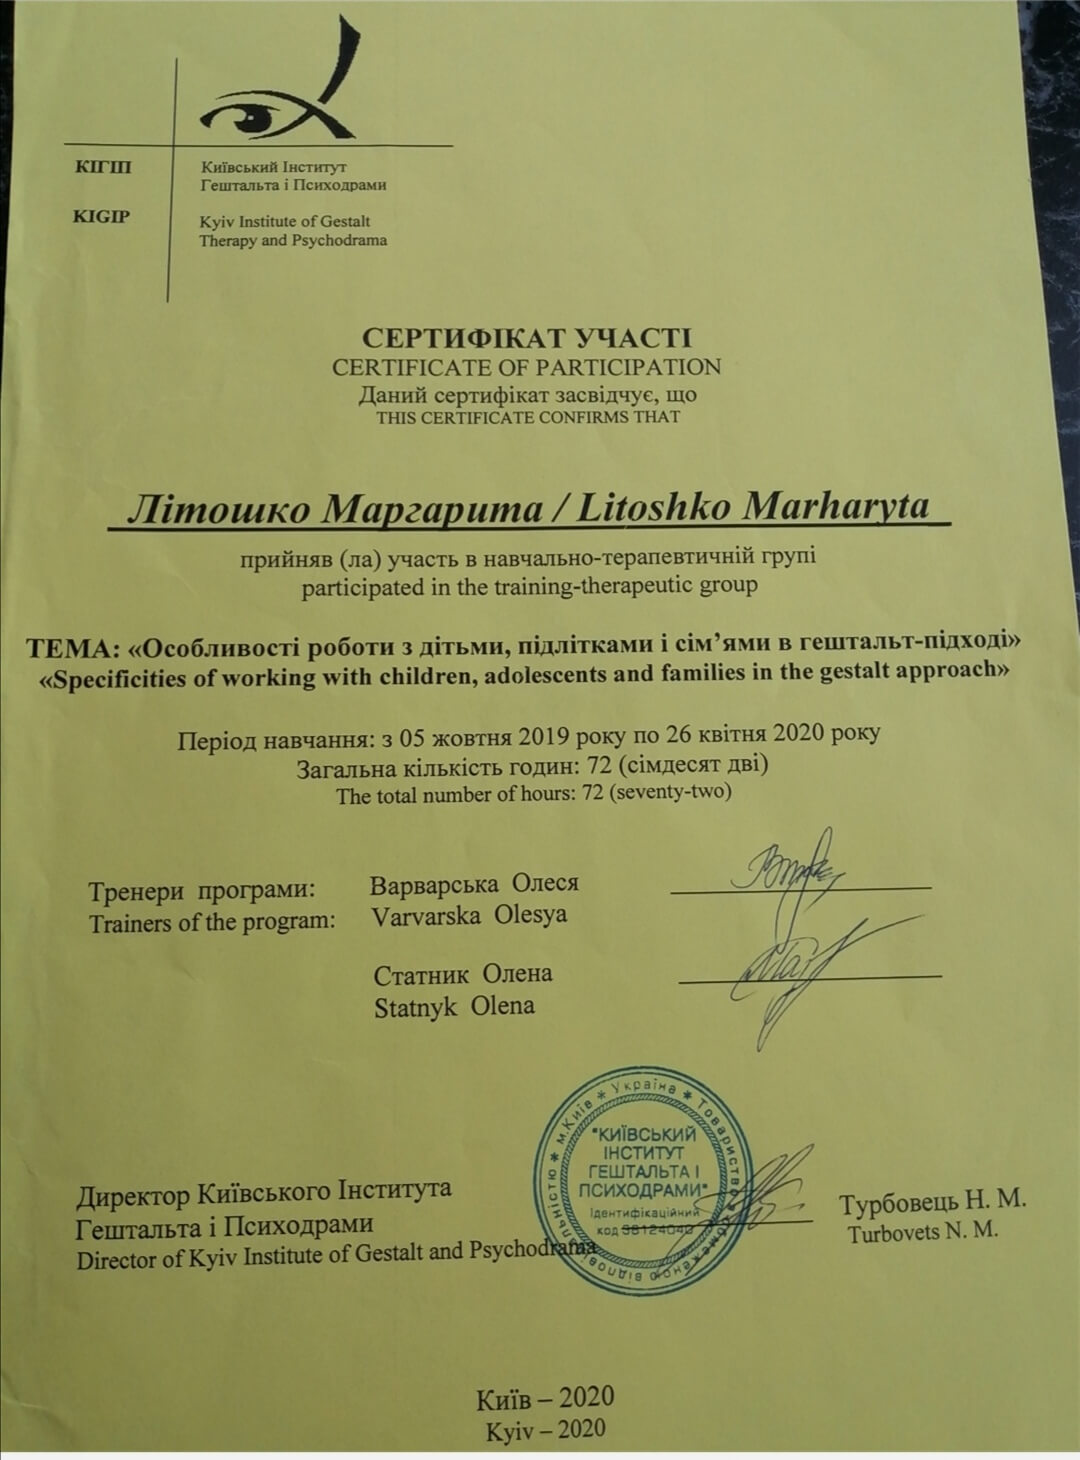 КІГІП
Київський Інститут
Гештальта і Психодрами
KIGIP
Kyiv Institute of Gestalt
Therapy and Psychodrama
СЕРТИФІКАТ УЧАСТІ
CERTIFICATE OF PARTICIPATION
Даний сертифікат засвідчує, що
THIS CERTIFICATE CONFIRMS THAT
Літошко Маргарита / Litoshko Marharyta
прийняв (ла) участь в навчально-терапевтичній групі
participated in the training-therapeutic group
ТЕМА: «Особливості роботи з дітьми, підлітками і сім’ями в гештальт-підході»
«Specificities of working with children, adolescents and families in the gestalt approach»
Період навчання: з 05 жовтня 2019 року по 26 квітня 2020 року
Загальна кількість годин: 72 (сімдесят дві)
The total number of hours: 72 (seventy-two)
Тренери програми: Варварська Олеся
Trainers of the program: Varvarska Olesya
Статник Олена
Statnyk Olena
Директор Київського Інститута
Гештальта і Психодрами
Director of Kyiv Institute of Gestalt and Psychodrama
м.Київ * Україна * Товариство з обмеженою відповідальністю *
"КИЇВСЬКИЙ
ІНСТИТУТ
ГЕШТАЛЬТА І
ПСИХОДРАМИ"
Ідентифікаційний
код
Турбовець Н. М.
Turbovets N. M.
Київ – 2020
Kyiv – 2020